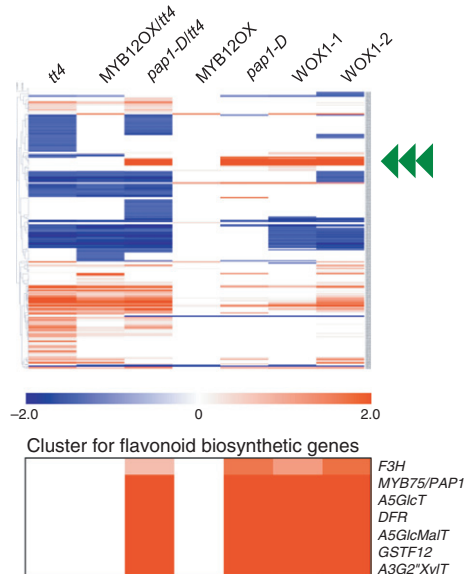 tt4
MYB12OX/tt4
pap1-D/tt4
MYB12OX
pap1-D
WOX1-1
WOX1-2
−2.0 0 2.0
Cluster for flavonoid biosynthetic genes
F3H
MYB75/PAP1
A5GlcT
DFR
A5GlcMalT
GSTF12
A3G2"XylT